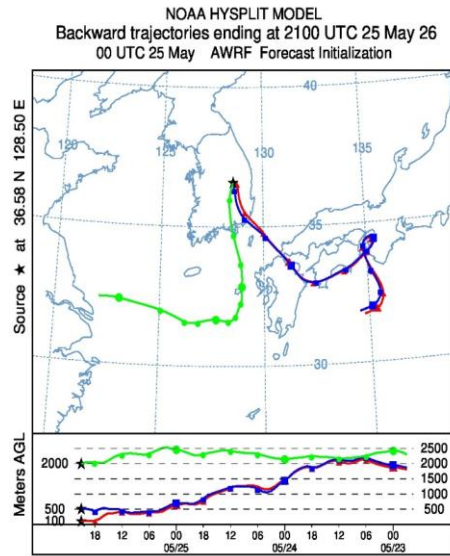 NOAA HYSPLIT MODEL
Backward trajectories ending at 2100 UTC 25 May 26
00 UTC 25 May AWRF Forecast Initialization
Source ★ at 36.58 N 128.50 E
120
125
130
135
40
35
35
30
Meters AGL
2000
500
100
2500
2000
1500
1000
500
18 12 06 00 18 12 06 00 18 12 06 00
05/25 05/24 05/23